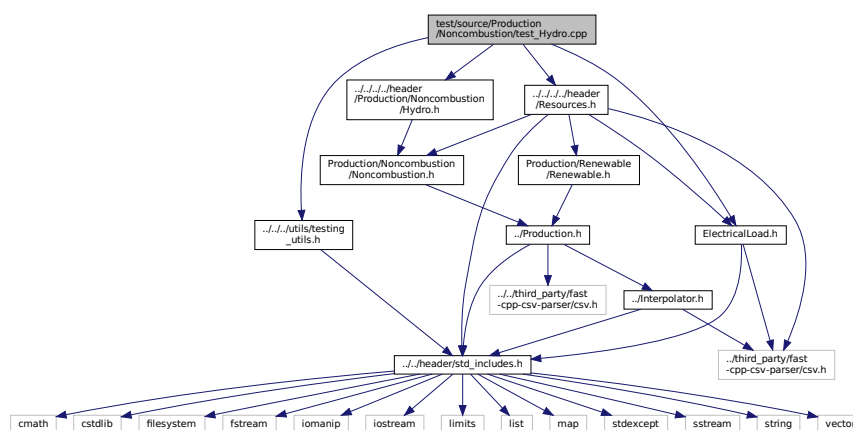 test/source/Production
/Noncombustion/test_Hydro.cpp
../../../../header
/Production/Noncombustion
/Hydro.h
../../../../header
/Resources.h
Production/Noncombustion
/Noncombustion.h
Production/Renewable
/Renewable.h
../../../utils/testing
_utils.h
../Production.h
ElectricalLoad.h
../../third_party/fast
-cpp-csv-parser/csv.h
../Interpolator.h
../../header/std_includes.h
../third_party/fast
-cpp-csv-parser/csv.h
cmath
cstdlib
filesystem
fstream
iomanip
iostream
limits
list
map
stdexcept
sstream
string
vector